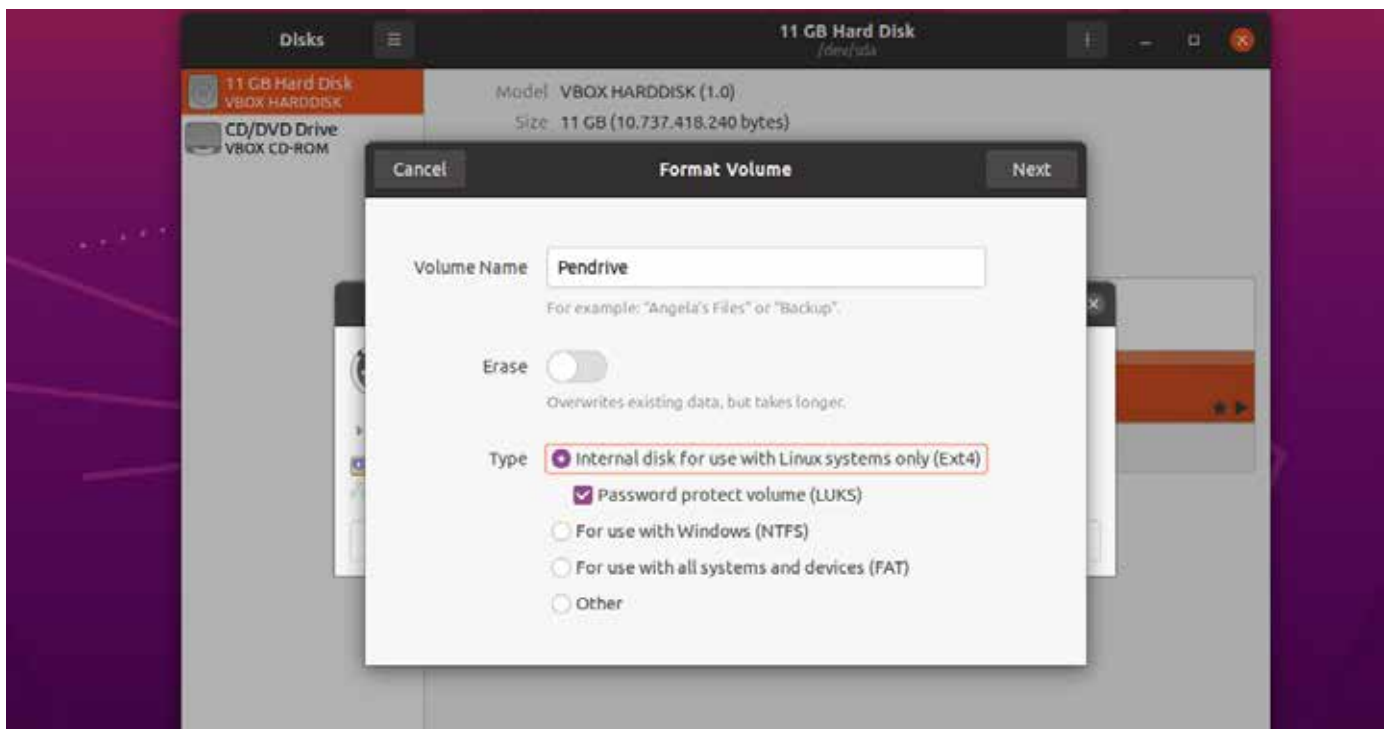 Disks
11 GB Hard Disk
/dev/sda
11 GB Hard Disk
VBOX HARDDISK
CD/DVD Drive
VBOX CD-ROM
Model VBOX HARDDISK (1.0)
Size 11 GB (10.737.418.240 bytes)
Cancel Format Volume Next
Volume Name Pendrive
For example: "Angela's Files" or "Backup".
Erase
Overwrites existing data, but takes longer.
Type Internal disk for use with Linux systems only (Ext4)
Password protect volume (LUKS)
For use with Windows (NTFS)
For use with all systems and devices (FAT)
Other